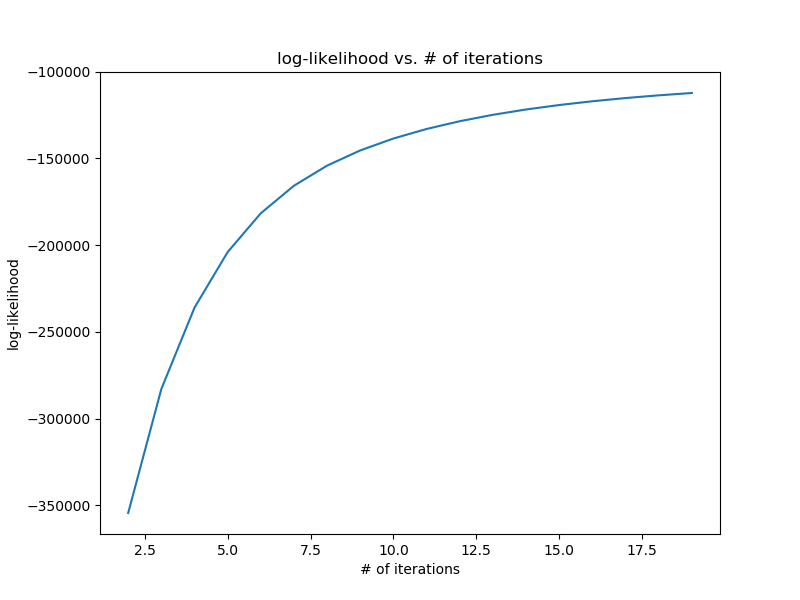 log-likelihood vs. # of iterations
−100000
−150000
−200000
−250000
−300000
−350000
log-likelihood
2.5 5.0 7.5 10.0 12.5 15.0 17.5
# of iterations